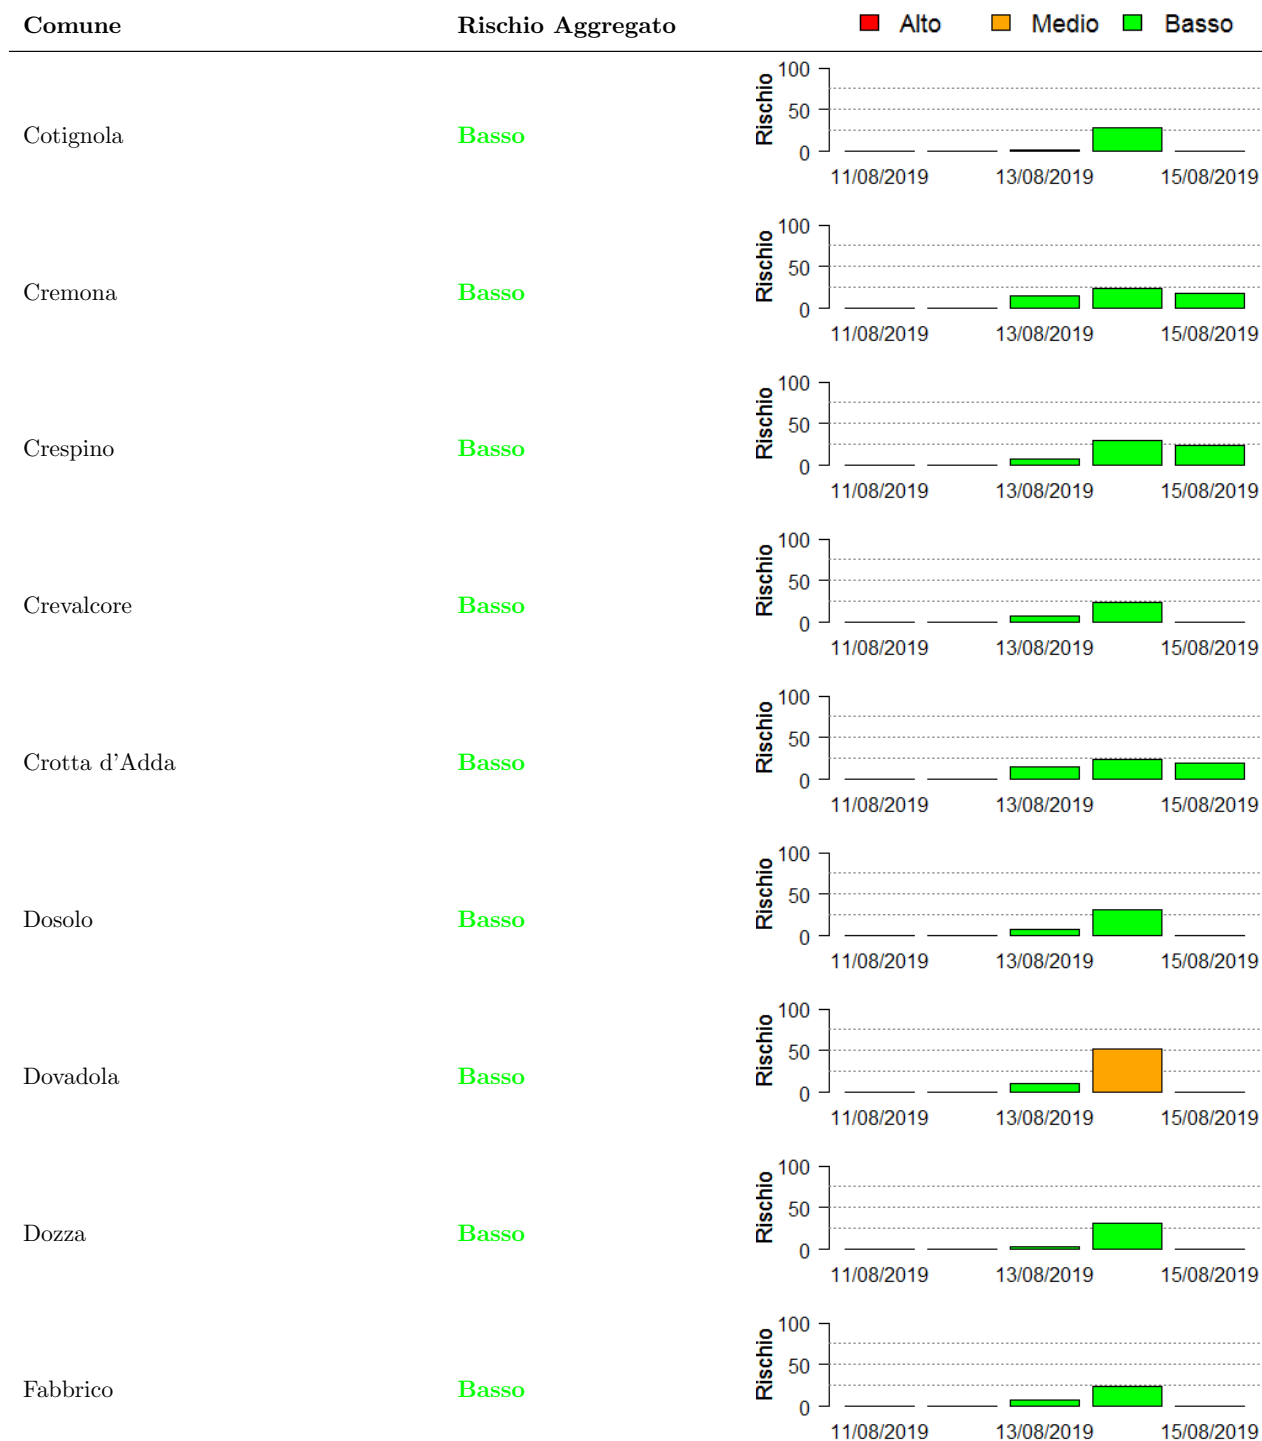 Comune Rischio Aggregato Alto Medio Basso
Cotignola Basso Rischio 100 50 0
11/08/2019 13/08/2019 15/08/2019
Cremona Basso Rischio 100 50 0
11/08/2019 13/08/2019 15/08/2019
Crespino Basso Rischio 100 50 0
11/08/2019 13/08/2019 15/08/2019
Crevalcore Basso Rischio 100 50 0
11/08/2019 13/08/2019 15/08/2019
Crotta d'Adda Basso Rischio 100 50 0
11/08/2019 13/08/2019 15/08/2019
Dosolo Basso Rischio 100 50 0
11/08/2019 13/08/2019 15/08/2019
Dovadola Basso Rischio 100 50 0
11/08/2019 13/08/2019 15/08/2019
Dozza Basso Rischio 100 50 0
11/08/2019 13/08/2019 15/08/2019
Fabbrico Basso Rischio 100 50 0
11/08/2019 13/08/2019 15/08/2019